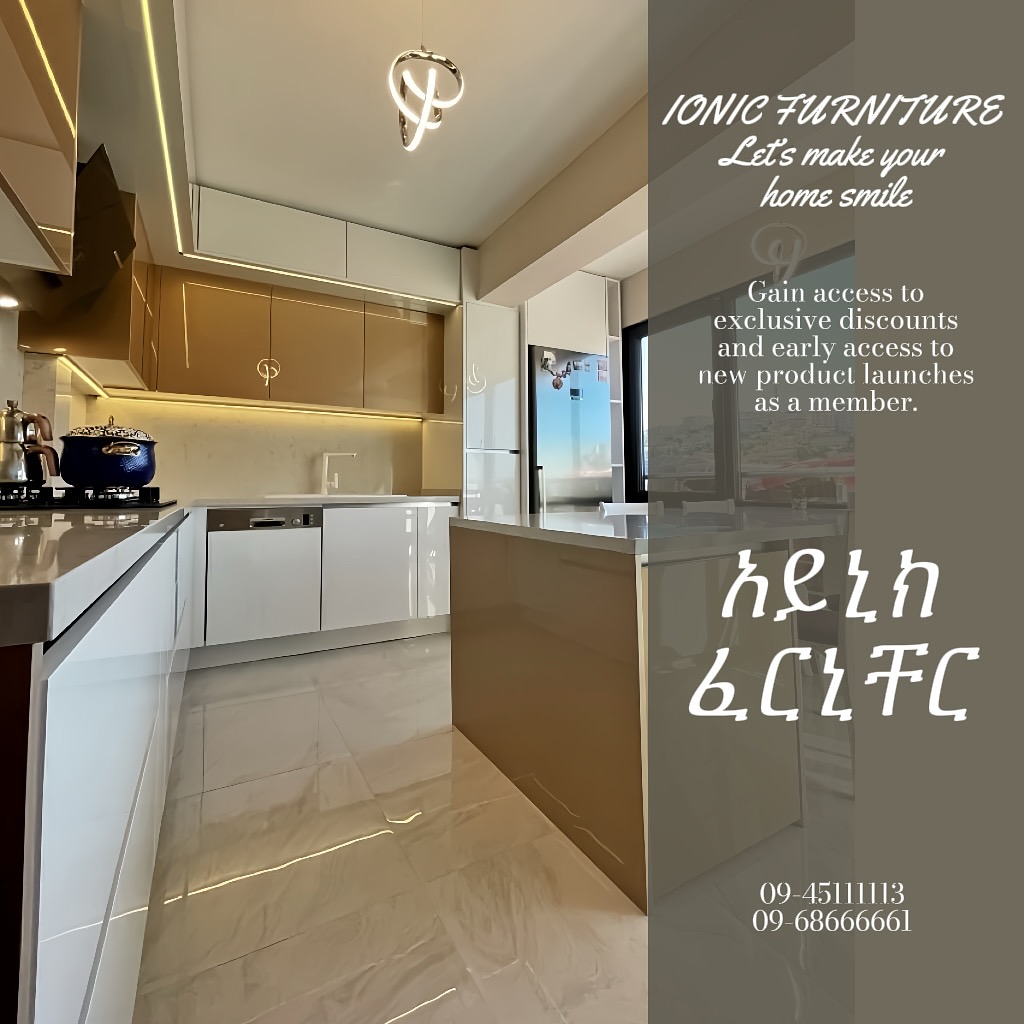 IONIC FURNITURE
Let's make your
home smile
Gain access to
exclusive discounts
and early access to
new product launches
as a member.
አይኒክ
ፈርኒቸር
09-45111113
09-68666661